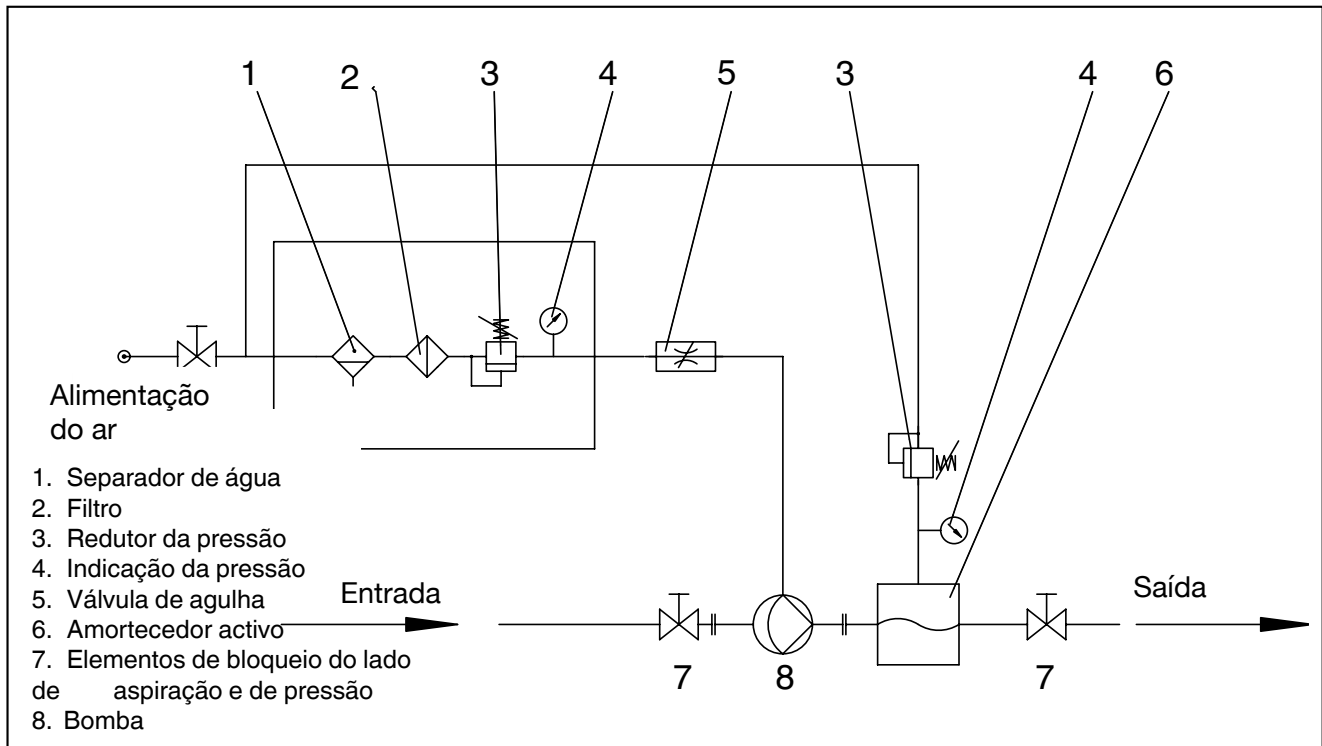 1 2 3 4 5 3 4 6
Alimentação
do ar
1. Separador de água
2. Filtro
3. Redutor da pressão
4. Indicação da pressão
5. Válvula de agulha
6. Amortecedor activo
7. Elementos de bloqueio do lado
de aspiração e de pressão
8. Bomba
Entrada
Saída
7 8 7